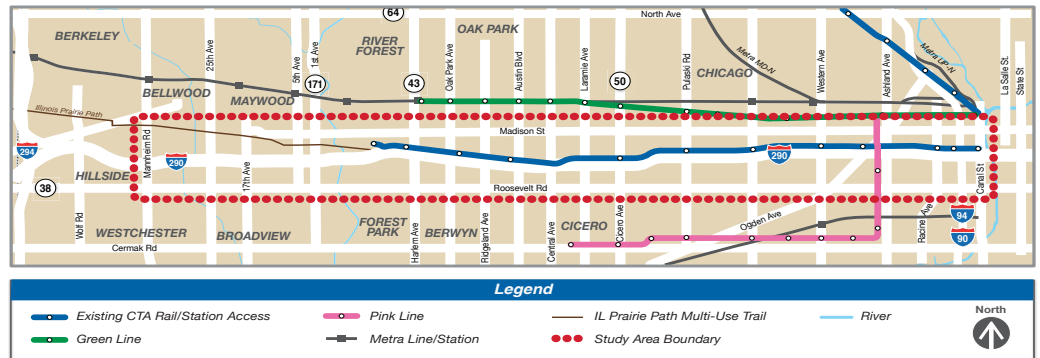 64
North Ave
BERKELEY
OAK PARK
RIVER
FOREST
25th Ave
5th Ave
1st Ave
171
43
Oak Park Ave
Austin Blvd
Laramie Ave
50
Pulaski Rd
Metra MD-N
CHICAGO
Western Ave
Ashland Ave
Metra UP-N
La Salle St.
State St.
BELLWOOD
MAYWOOD
Illinois Prairie Path
Madison St
294
Mannheim Rd
290
290
HILLSIDE
17th Ave
Canal St
38
Roosevelt Rd
Wolf Rd
WESTCHESTER
BROADVIEW
FOREST
PARK
Harlem Ave
BERWYN
Ridgeland Ave
Central Ave
CICERO
Cicero Ave
Ogden Ave
Racine Ave
94
90
Cermak Rd
Legend
Existing CTA Rail/Station Access
Pink Line
IL Prairie Path Multi-Use Trail
River
Green Line
Metra Line/Station
Study Area Boundary
North